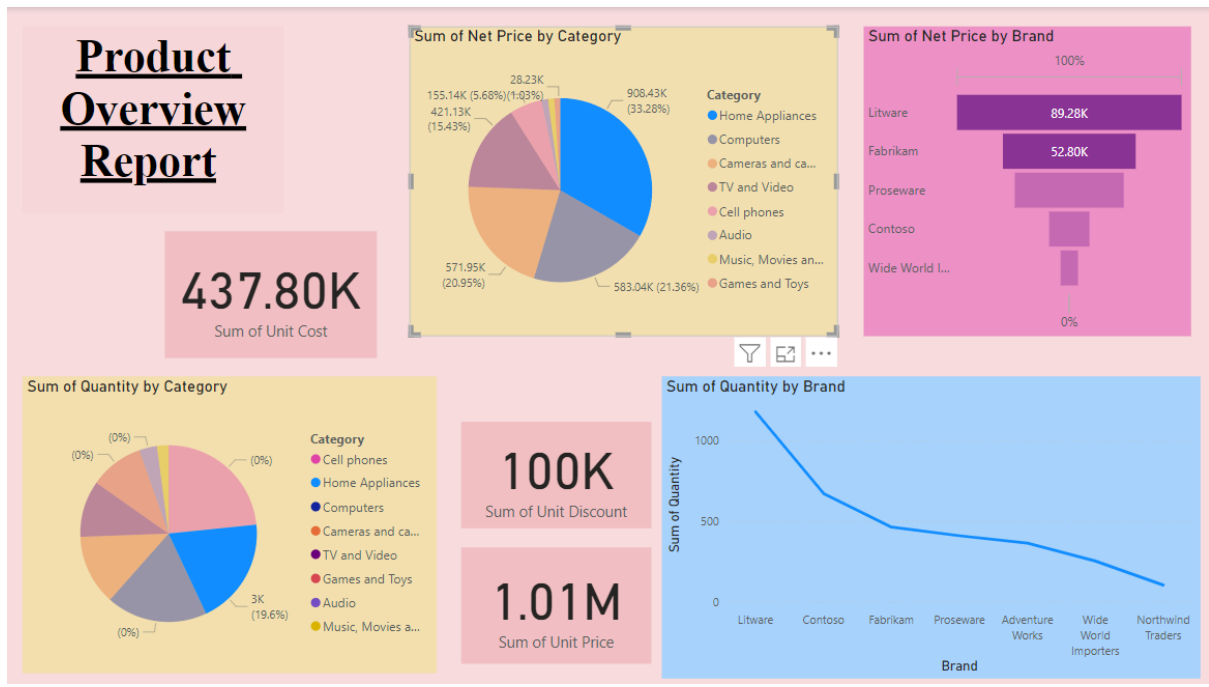 Product
Overview
Report
Sum of Net Price by Category
28.23K
155.14K (5.68%)(1.03%)
421.13K
(15.43%)
908.43K
(33.28%)
571.95K
(20.95%)
583.04K (21.36%)
Category
Home Appliances
Computers
Cameras and ca...
TV and Video
Cell phones
Audio
Music, Movies an...
Games and Toys
Sum of Net Price by Brand
100%
Litware
89.28K
Fabrikam
52.80K
Proseware
Contoso
Wide World I...
0%
437.80K
Sum of Unit Cost
Sum of Quantity by Category
(0%)
(0%)
(0%)
3K
(19.6%)
(0%)
Category
Cell phones
Home Appliances
Computers
Cameras and ca...
TV and Video
Games and Toys
Audio
Music, Movies a...
100K
Sum of Unit Discount
1.01M
Sum of Unit Price
Sum of Quantity by Brand
Sum of Quantity
1000
500
0
Litware
Contoso
Fabrikam
Proseware
Adventure
Works
Wide
World
Importers
Northwind
Traders
Brand